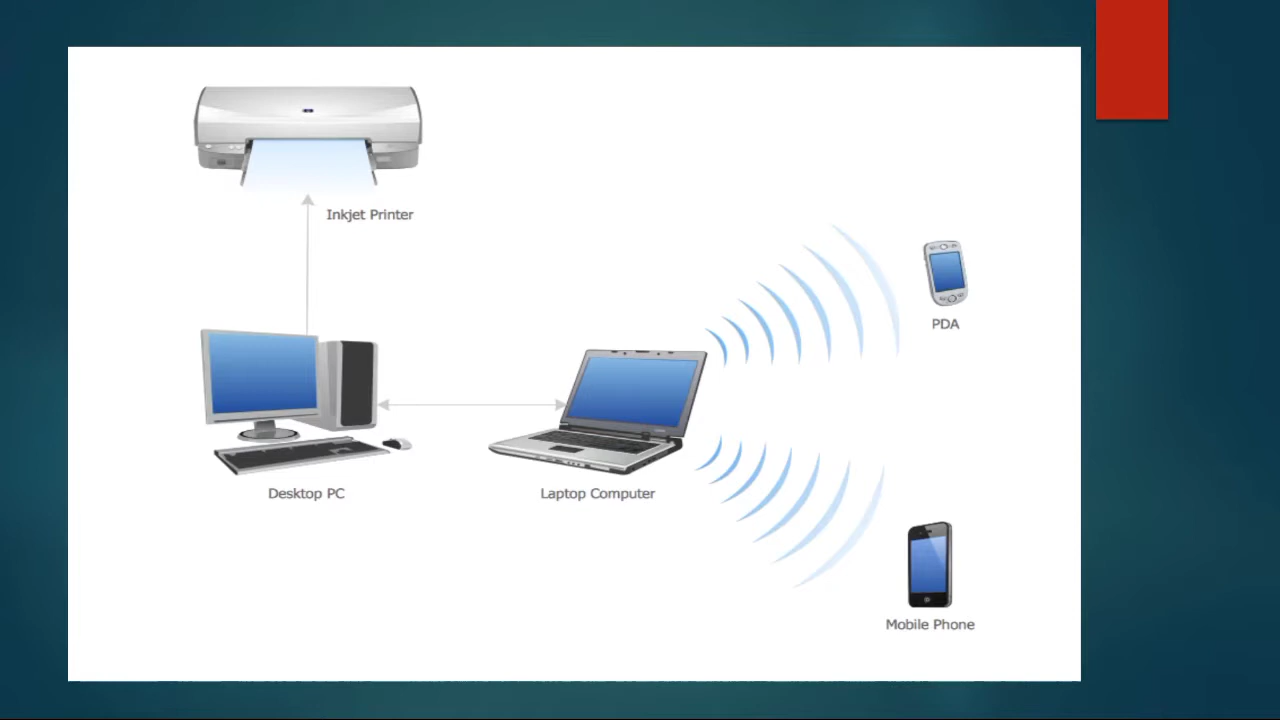 Inkjet Printer
PDA
Desktop PC
Laptop Computer
Mobile Phone